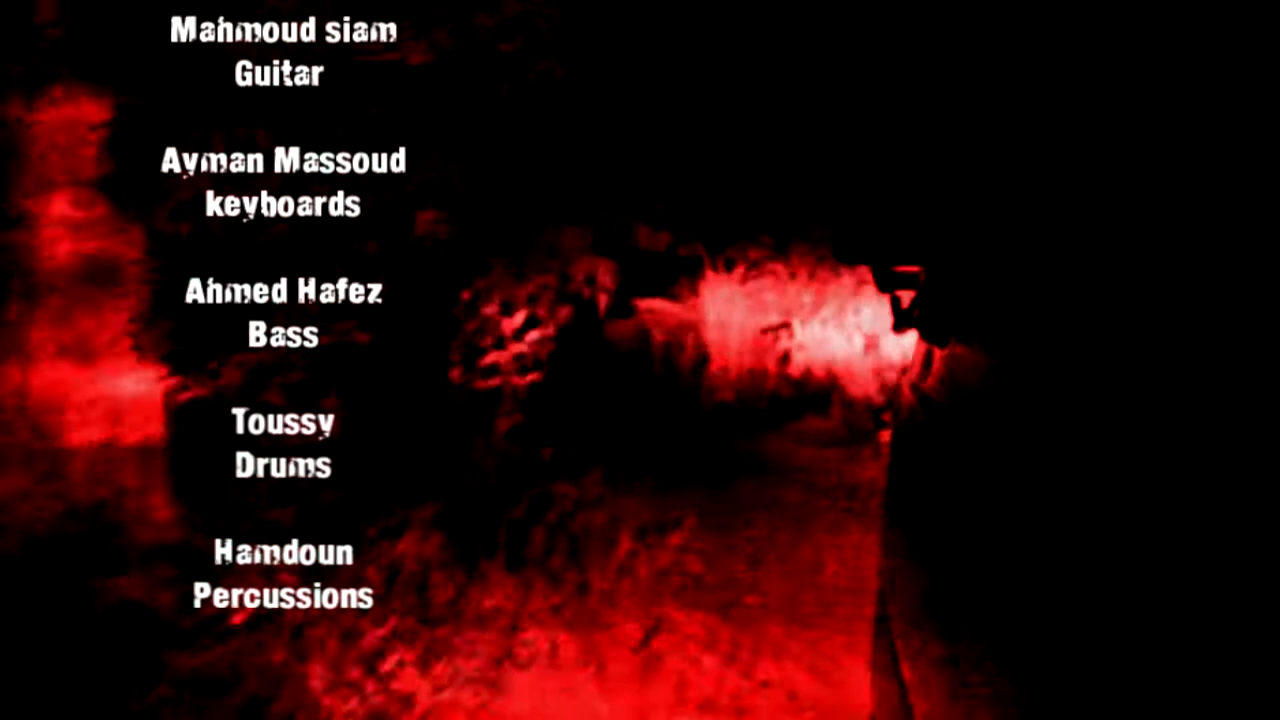 Mahmoud siam
Guitar
Ayman Massoud
keyboards
Ahmed Hafez
Bass
Toussy
Drums
Hamdoun
Percussions